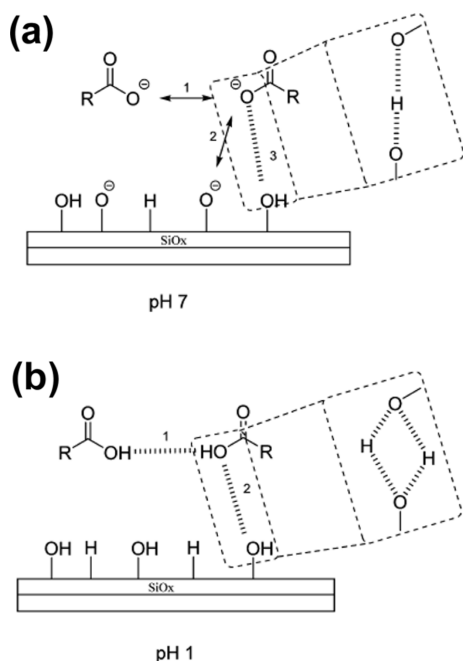 (a)
O
R O ⊖
1
⊖ O O R
2
3
O
H
O
OH O ⊖ H O ⊖ OH
SiOx
pH 7
(b)
O
R OH
1
O
HO R
2
O
H H
O
OH H OH H OH
SiOx
pH 1